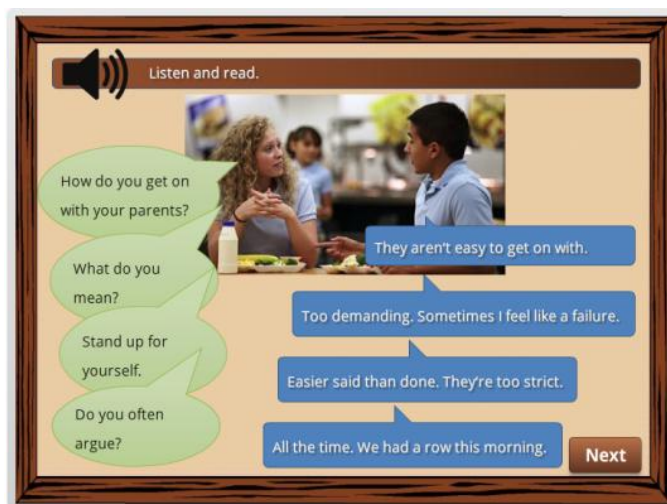 Listen and read.
How do you get on
with your parents?
They aren't easy to get on with.
What do you
mean?
Too demanding. Sometimes I feel like a failure.
Stand up for
yourself.
Easier said than done. They're too strict.
Do you often
argue?
All the time. We had a row this morning.
Next